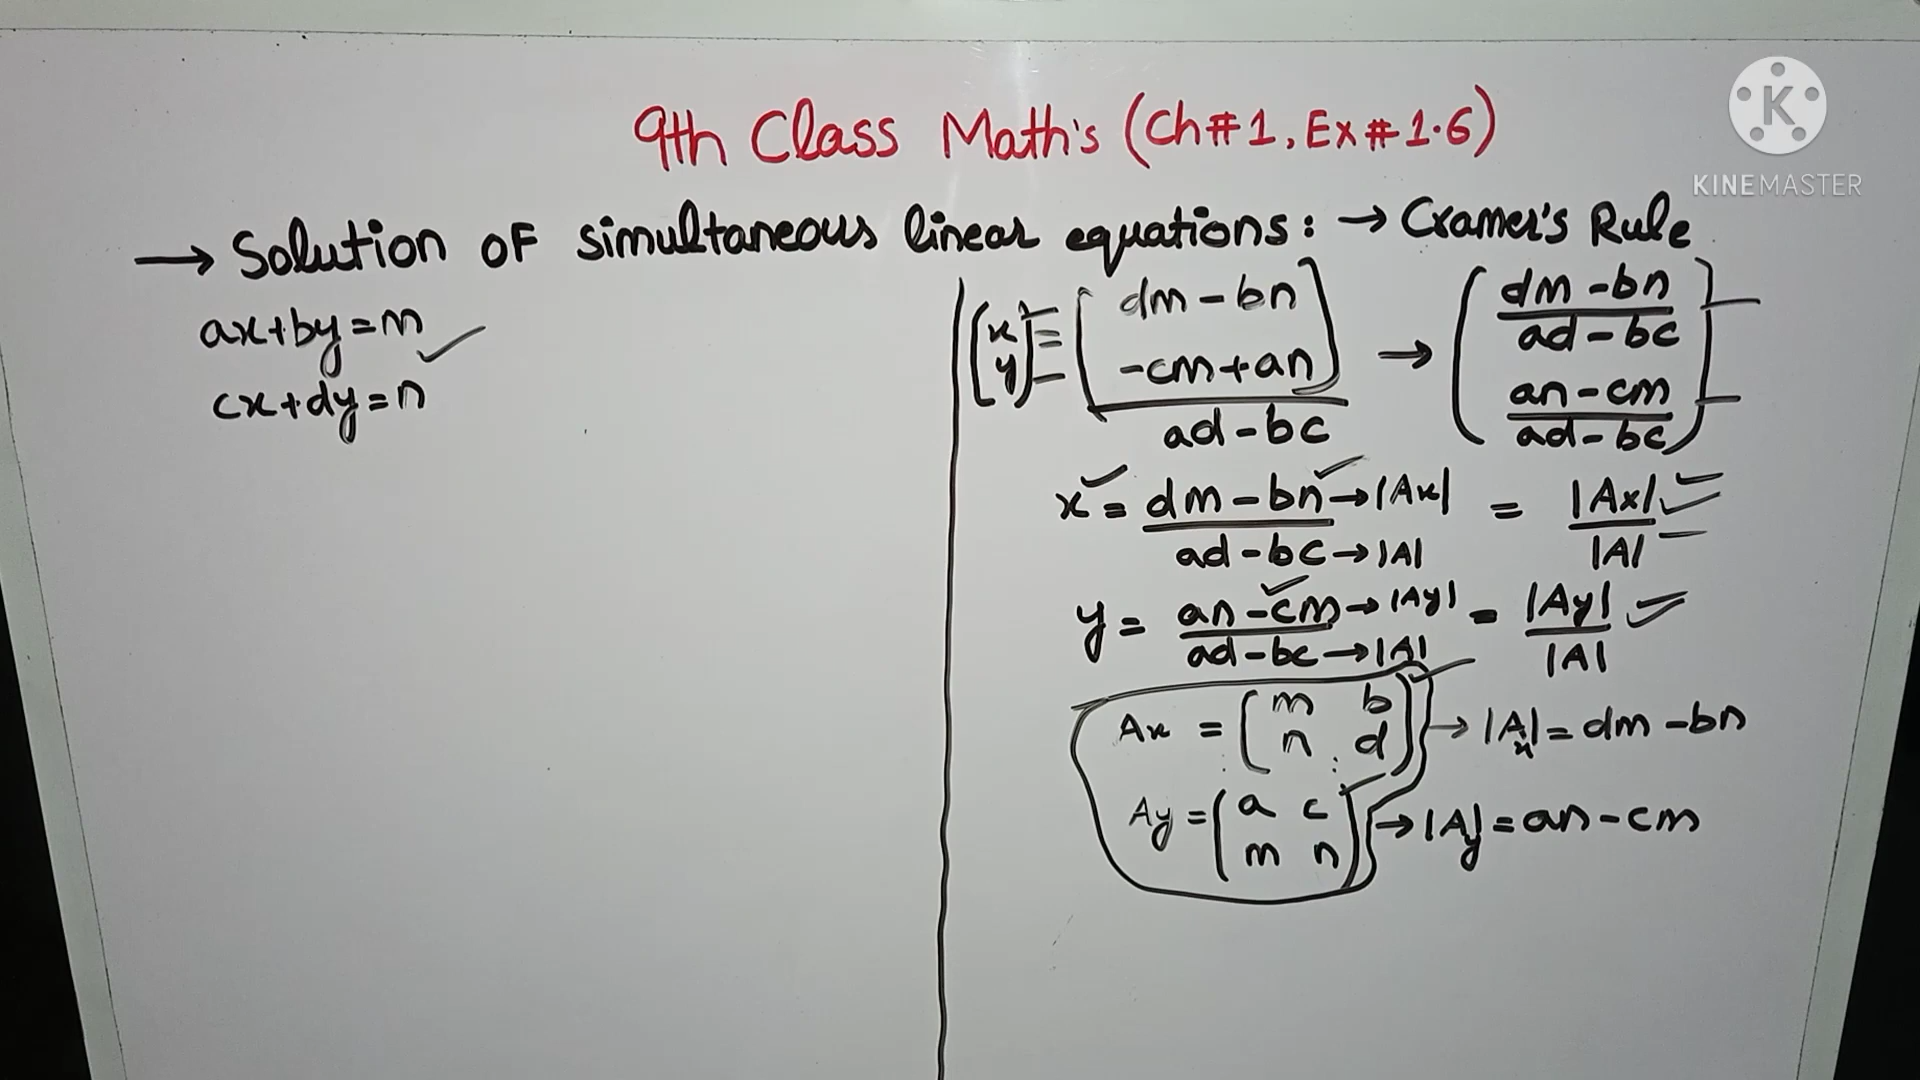 9th Class Math's (Ch#1, Ex#1.6)
KINEMASTER
→ Solution OF simultaneous linear equations: → Cramer's Rule
ax+by=m
cx+dy=n
[x y] = [dm-bn
-cm+an]
ad-bc
→ [dm-bn
ad-bc
an-cm
ad-bc]
x = dm-bn → |Ax| = |Ax|
ad-bc → |A| |A|
y = an-cm → |Ay| = |Ay|
ad-bc → |A| |A|
Ax = [m b
n d] → |Ax| = dm-bn
Ay = [a c
m n] → |Ay| = an-cm